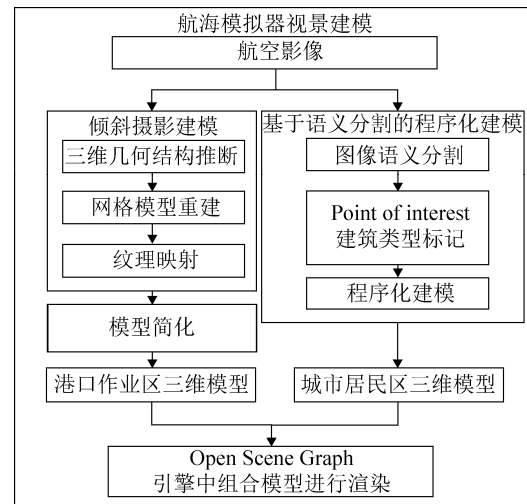 航海模拟器视景建模
航空影像
倾斜摄影建模
三维几何结构推断
网格模型重建
纹理映射
模型简化
港口作业区三维模型
基于语义分割的程序化建模
图像语义分割
Point of interest
建筑类型标记
程序化建模
城市居民区三维模型
Open Scene Graph
引擎中组合模型进行渲染